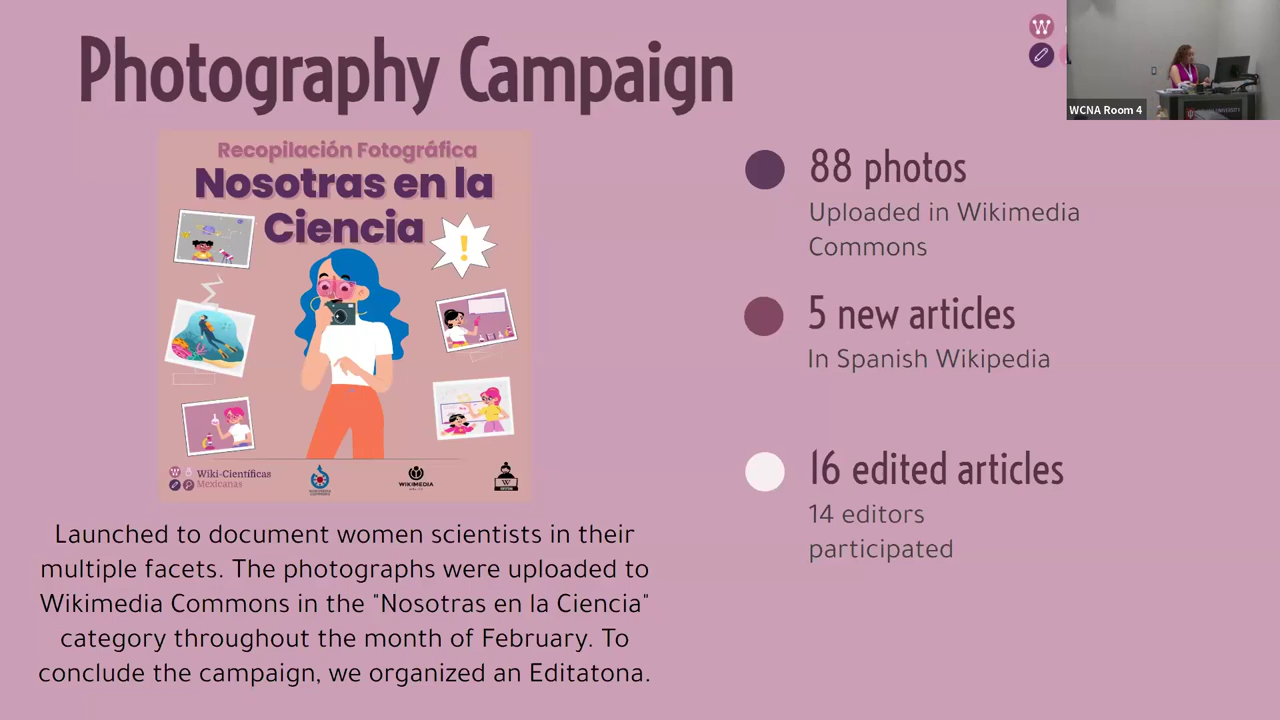 Photography Campaign
WCNA Room 4
Recopilación Fotográfica
Nosotras en la
Ciencia
Wiki-Científicas
Mexicanas
WIKIMEDIA
88 photos
Uploaded in Wikimedia
Commons
5 new articles
In Spanish Wikipedia
16 edited articles
14 editors
participated
Launched to document women scientists in their
multiple facets. The photographs were uploaded to
Wikimedia Commons in the "Nosotras en la Ciencia"
category throughout the month of February. To
conclude the campaign, we organized an Editatona.